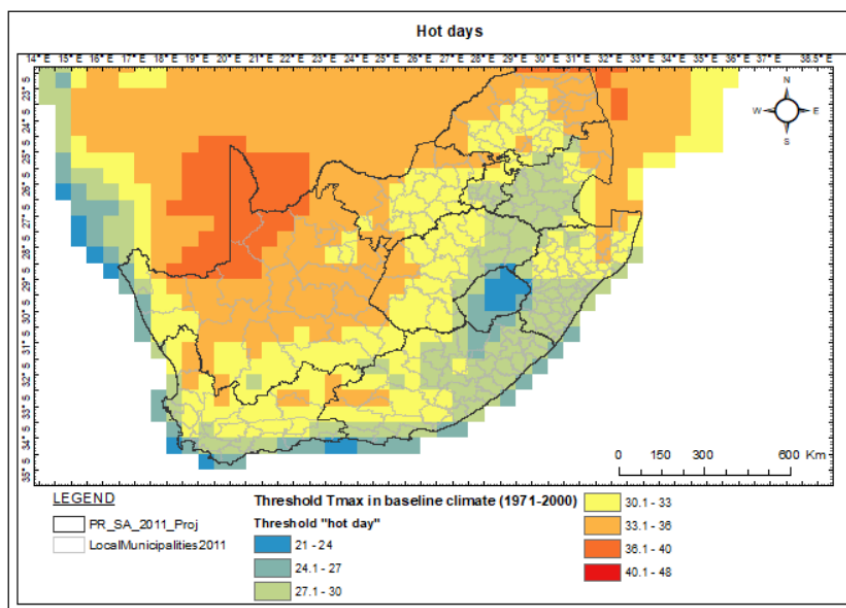 Hot days
14° E 15° E 16° E 17° E 18° E 19° E 20° E 21° E 22° E 23° E 24° E 25° E 26° E 27° E 28° E 29° E 30° E 31° E 32° E 33° E 34° E 35° E 36° E 37° E 38.5° E
23° S
24° S
25° S
26° S
27° S
28° S
29° S
30° S
31° S
32° S
33° S
34° S
35° S
N
W E
S
0 150 300 600 Km
LEGEND
PR_SA_2011_Proj
LocalMunicipalities2011
Threshold Tmax in baseline climate (1971-2000)
Threshold "hot day"
21 - 24
24.1 - 27
27.1 - 30
30.1 - 33
33.1 - 36
36.1 - 40
40.1 - 48